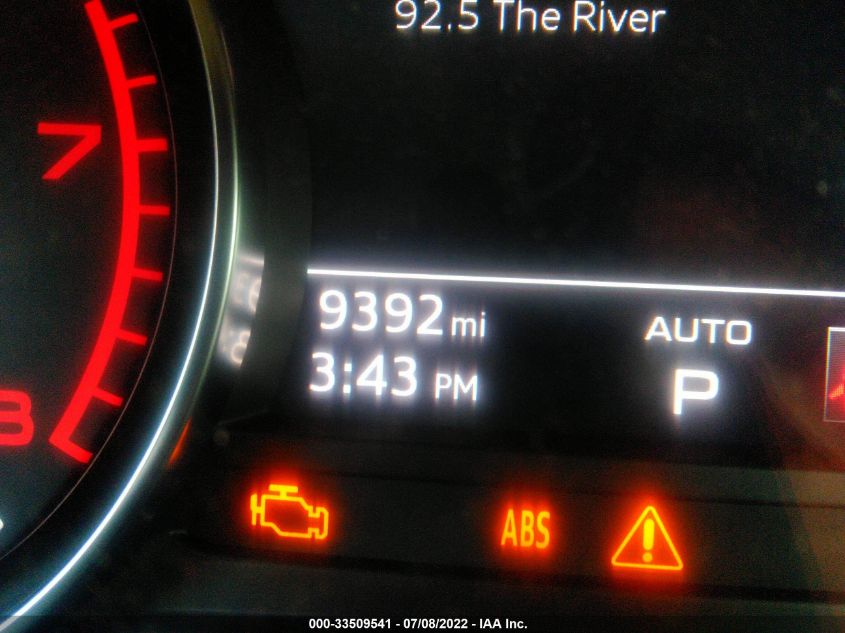 92.5 The River
7
8
9392 mi
AUTO
3:43 PM
P
ABS
000-33509541 - 07/08/2022 - IAA Inc.